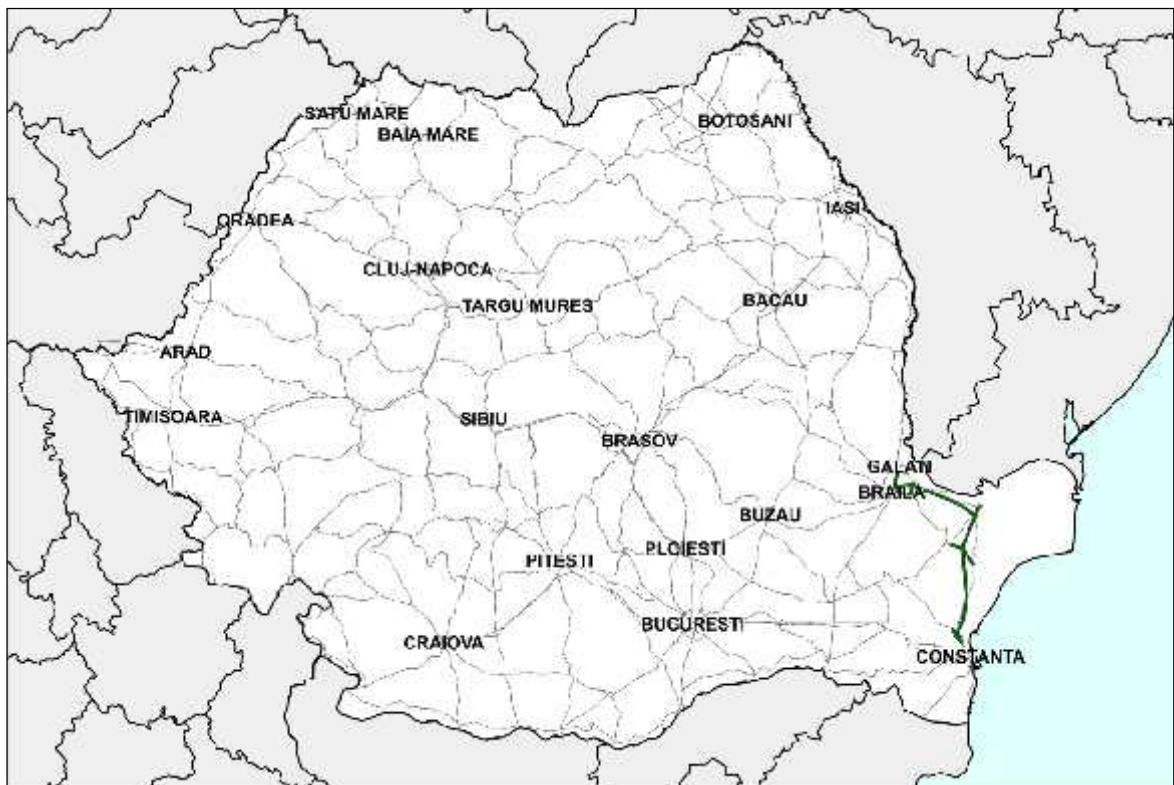 SATU MARE
BAIA MARE
BOTOSANI
IASI
ORADEA
CLUJ-NAPOCA
TARGU MURES
BACAU
ARAD
TIMISOARA
SIBIU
BRASOV
GALATI
BRAILA
BUZAU
PLOIESTI
PITESTI
BUCURESTI
CRAIOVA
CONSTANTA